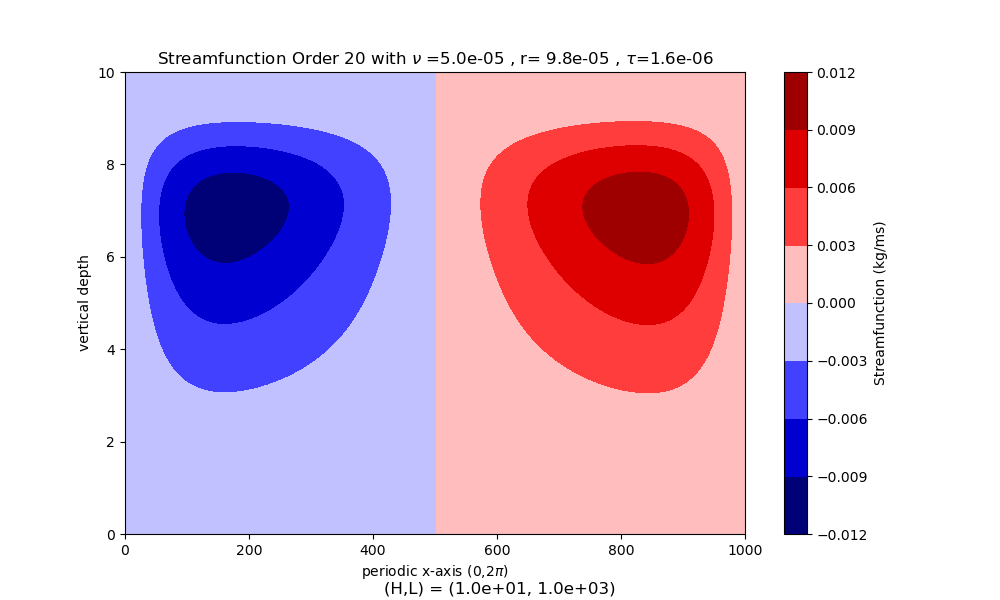 Streamfunction Order 20 with ν =5.0e-05 , r= 9.8e-05 , τ=1.6e-06
10
8
6
4
2
0
vertical depth
0 200 400 600 800 1000
periodic x-axis (0,2π)
(H,L) = (1.0e+01, 1.0e+03)
0.012
0.009
0.006
0.003
0.000
−0.003
−0.006
−0.009
−0.012
Streamfunction (kg/ms)